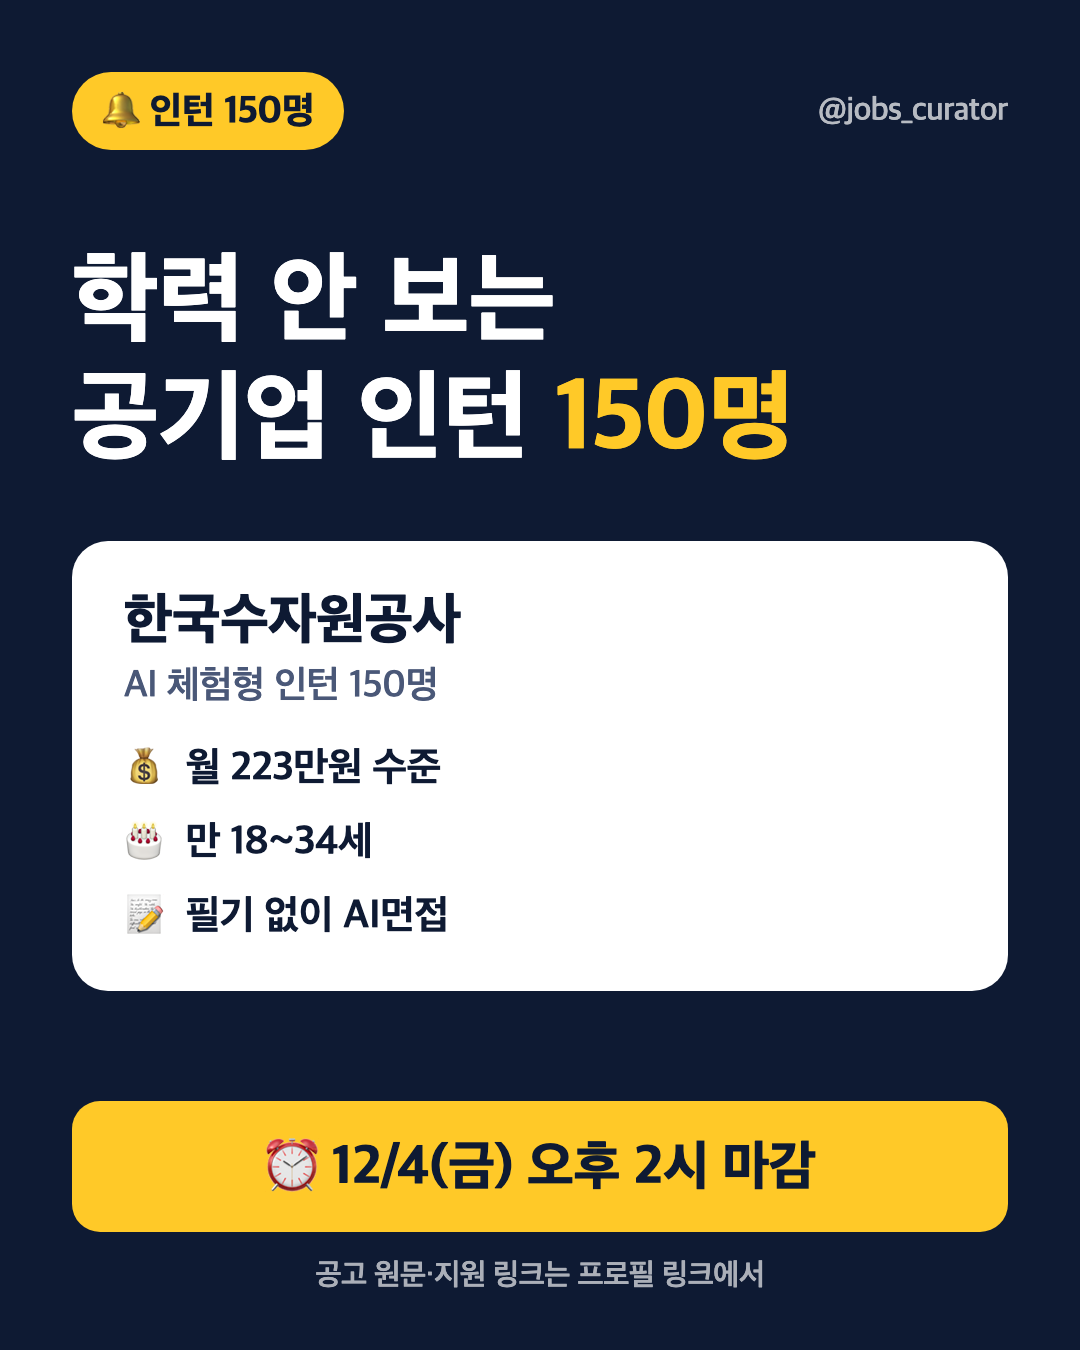 🔔 인턴 150명
@jobs_curator
학력 안 보는
공기업 인턴 150명
한국수자원공사
AI 체험형 인턴 150명
💰 월 223만원 수준
🎂 만 18~34세
📝 필기 없이 AI면접
⏰ 12/4(금) 오후 2시 마감
공고 원문·지원 링크는 프로필 링크에서